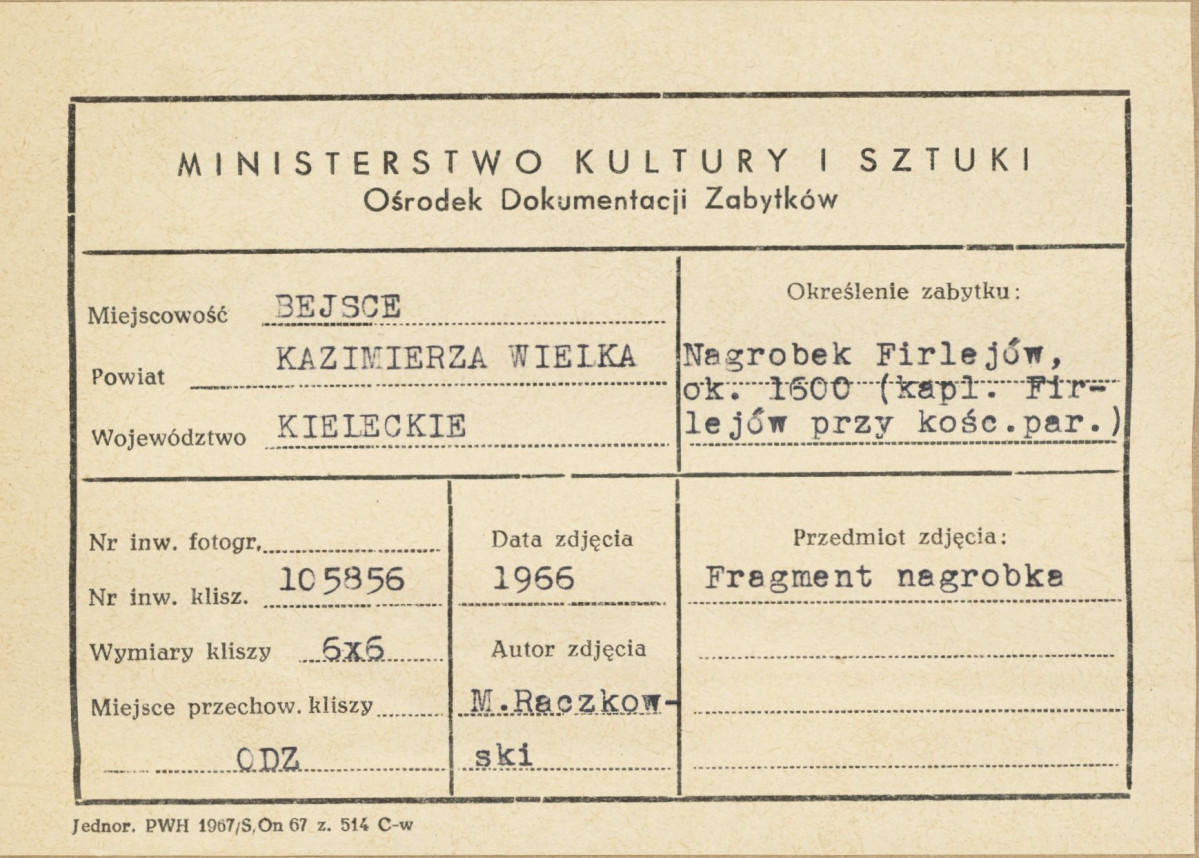 MINISTERSTWO KULTURY I SZTUKI
Ośrodek Dokumentacji Zabytków
Miejscowość BEJSCE
Powiat KAZIMIERZA WIELKA
Województwo KIELECKIE
Określenie zabytku:
Nagrobek Firlejów,
ok. 1600 (kapl. Fir-
lejów przy kośc.par.)
Nr inw. fotogr.
Nr inw. klisz. 105856
Wymiary kliszy 6x6
Miejsce przechow. kliszy
ODZ
Data zdjęcia
1966
Autor zdjęcia
M.Raczkow-
ski
Przedmiot zdjęcia:
Fragment nagrobka
Jednor. PWH 1967/S,On 67 z. 514 C-w